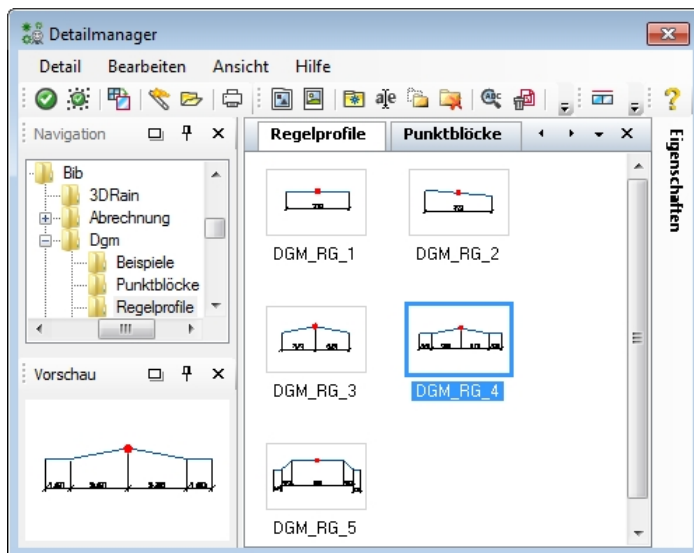 Detailmanager
Detail Bearbeiten Ansicht Hilfe
Navigation
Bib
3DRain
Abrechnung
Dgm
Beispiele
Punktblöcke
Regelprofile
Vorschau
Regelprofile Punktblöcke
DGM_RG_1 DGM_RG_2
DGM_RG_3 DGM_RG_4
DGM_RG_5
Eigenschaften